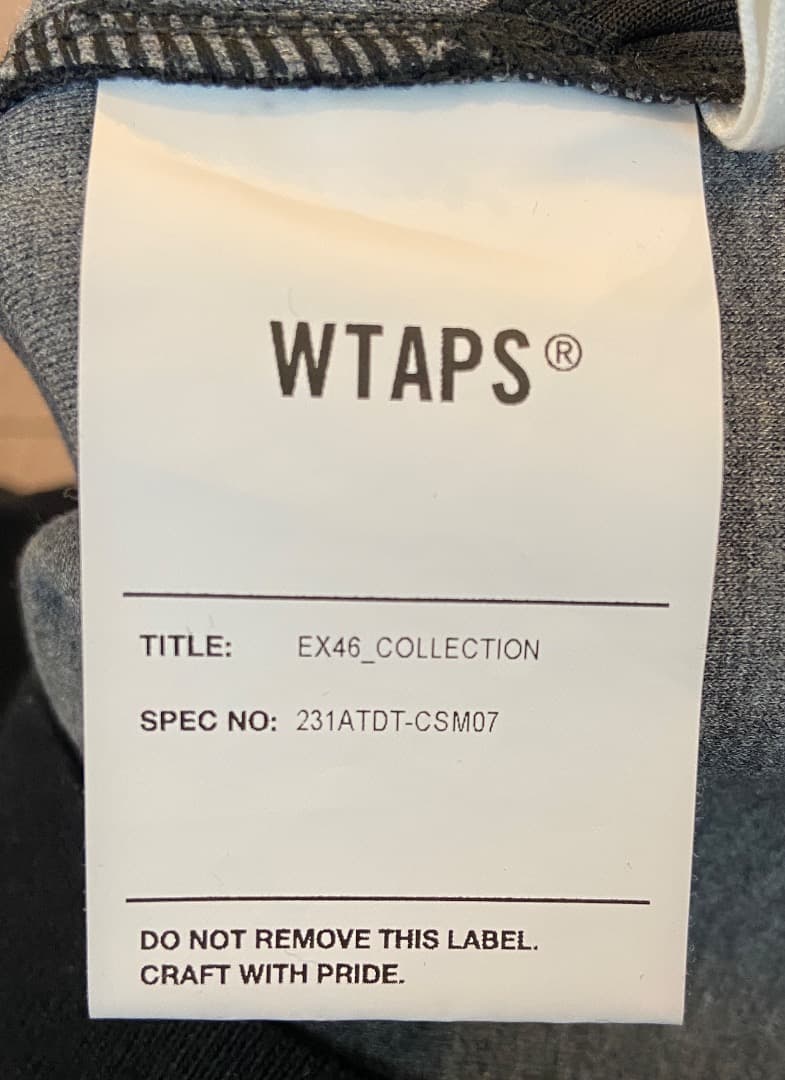 WTAPS®
TITLE: EX46_COLLECTION
SPEC NO: 231ATDT-CSM07
DO NOT REMOVE THIS LABEL.
CRAFT WITH PRIDE.